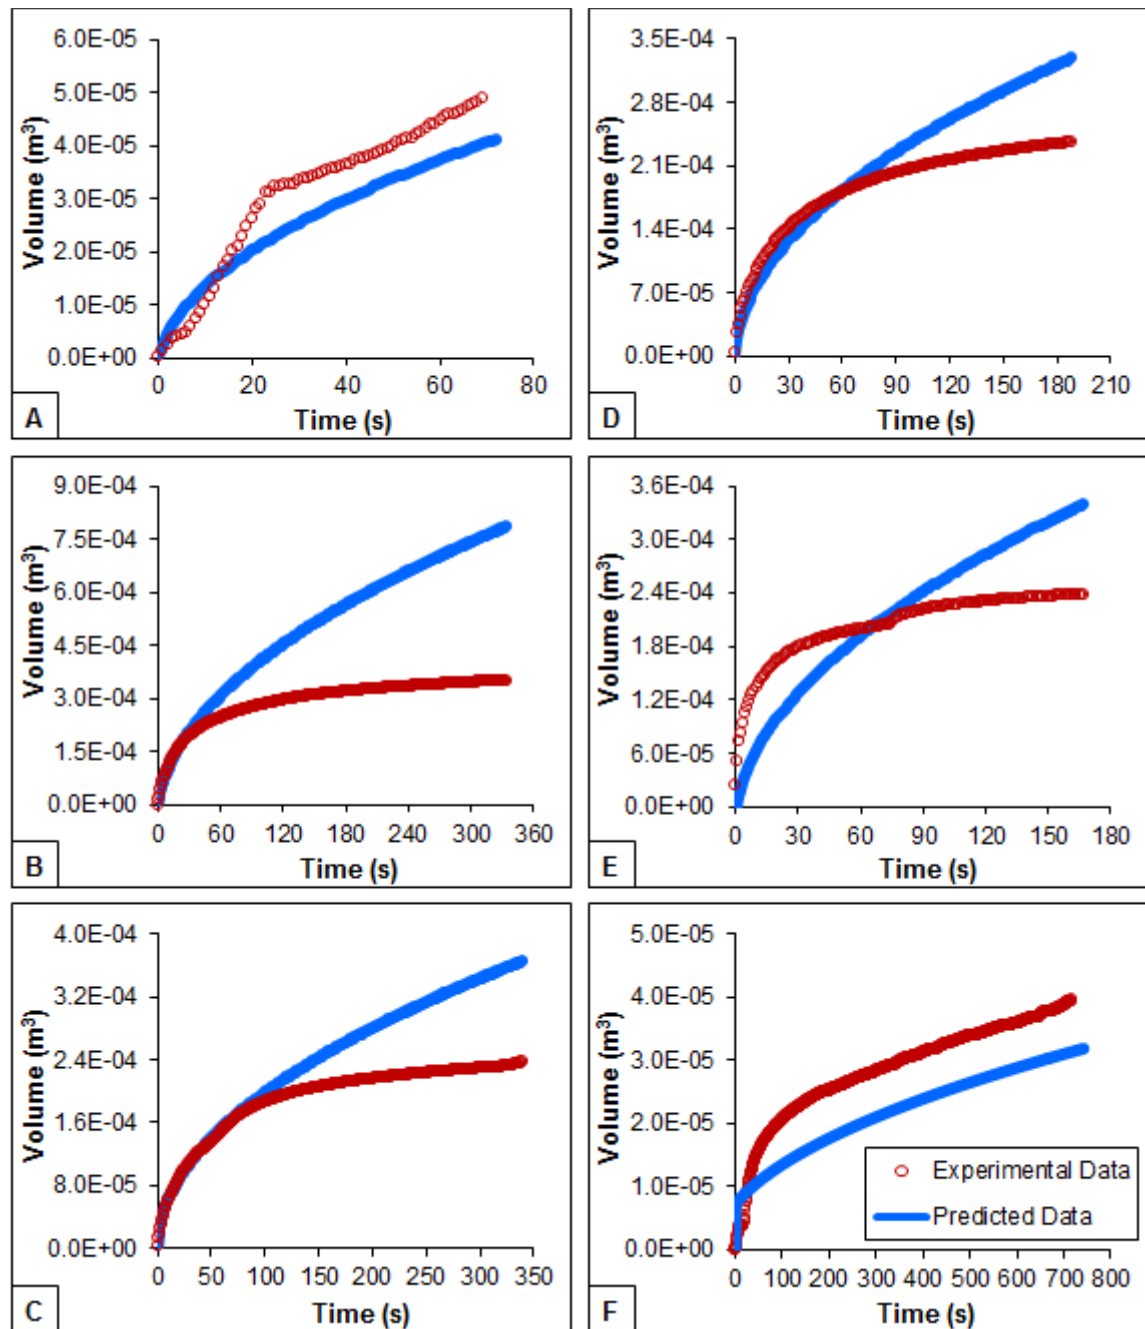 6.0E-05
5.0E-05
4.0E-05
3.0E-05
2.0E-05
1.0E-05
0.0E+00
Volume (m³)
0 20 40 60 80
Time (s)
A
3.5E-04
2.8E-04
2.1E-04
1.4E-04
7.0E-05
0.0E+00
Volume (m³)
0 30 60 90 120 150 180 210
Time (s)
D
9.0E-04
7.5E-04
6.0E-04
4.5E-04
3.0E-04
1.5E-04
0.0E+00
Volume (m³)
0 60 120 180 240 300 360
Time (s)
B
3.6E-04
3.0E-04
2.4E-04
1.8E-04
1.2E-04
6.0E-05
0.0E+00
Volume (m³)
0 30 60 90 120 150 180
Time (s)
E
4.0E-04
3.2E-04
2.4E-04
1.6E-04
8.0E-05
0.0E+00
Volume (m³)
0 50 100 150 200 250 300 350
Time (s)
C
5.0E-05
4.0E-05
3.0E-05
2.0E-05
1.0E-05
0.0E+00
Volume (m³)
Experimental Data
Predicted Data
0 100 200 300 400 500 600 700 800
Time (s)
F